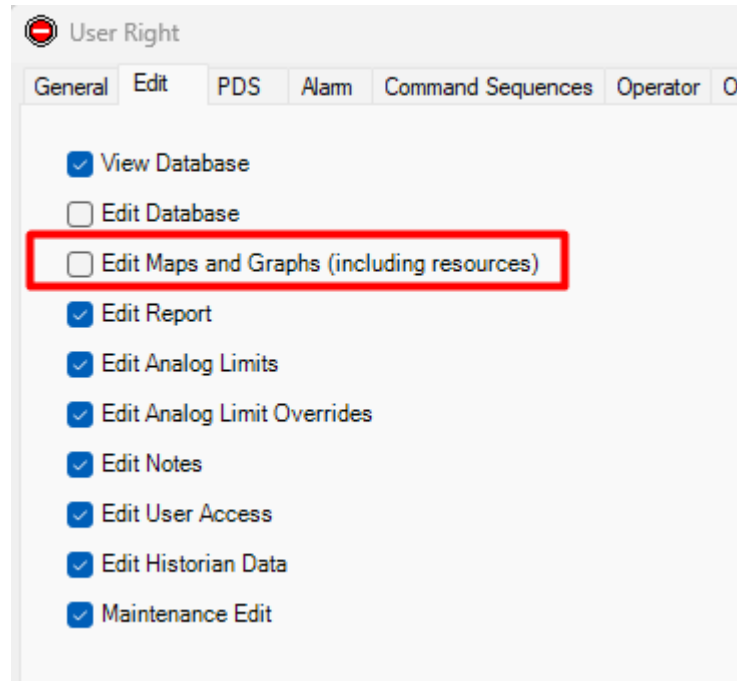 User Right
General Edit PDS Alarm Command Sequences Operator
View Database
Edit Database
Edit Maps and Graphs (including resources)
Edit Report
Edit Analog Limits
Edit Analog Limit Overrides
Edit Notes
Edit User Access
Edit Historian Data
Maintenance Edit